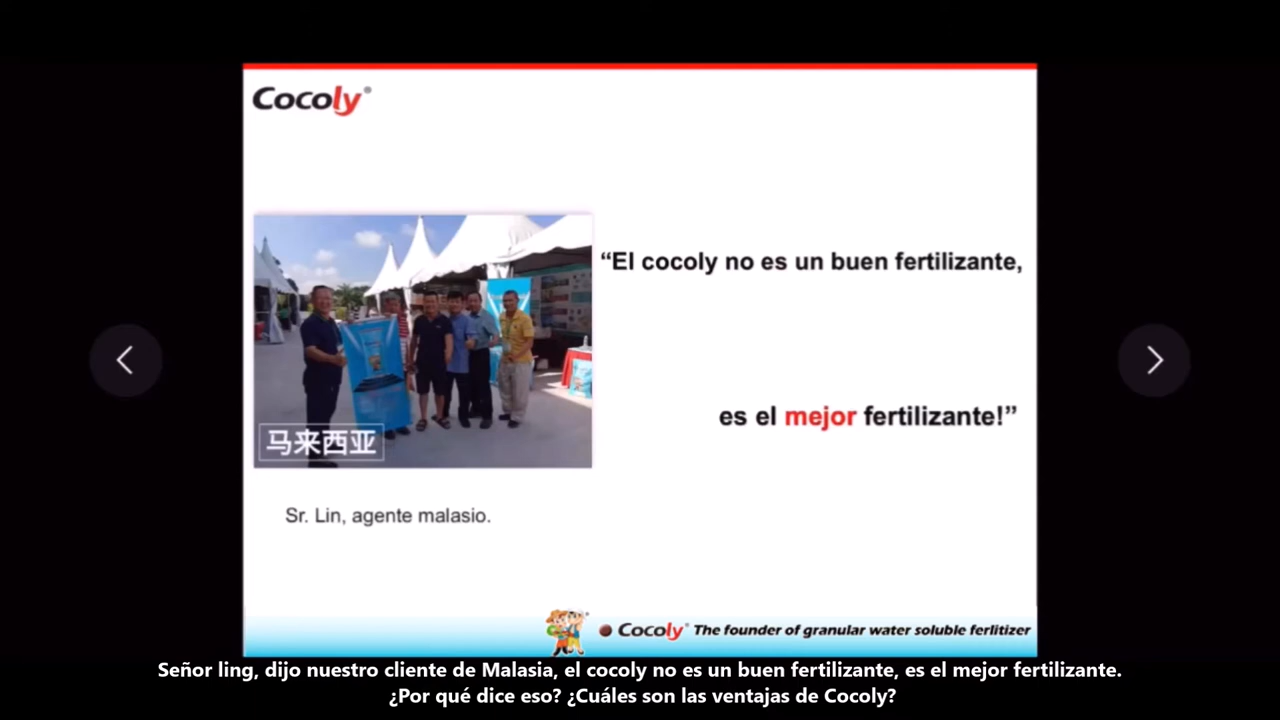 Cocoly®
“El cocoly no es un buen fertilizante,
es el mejor fertilizante!”
马来西亚
Sr. Lin, agente malasio.
Cocoly® The founder of granular water soluble ferlitizer
Señor ling, dijo nuestro cliente de Malasia, el cocoly no es un buen fertilizante, es el mejor fertilizante.
¿Por qué dice eso? ¿Cuáles son las ventajas de Cocoly?